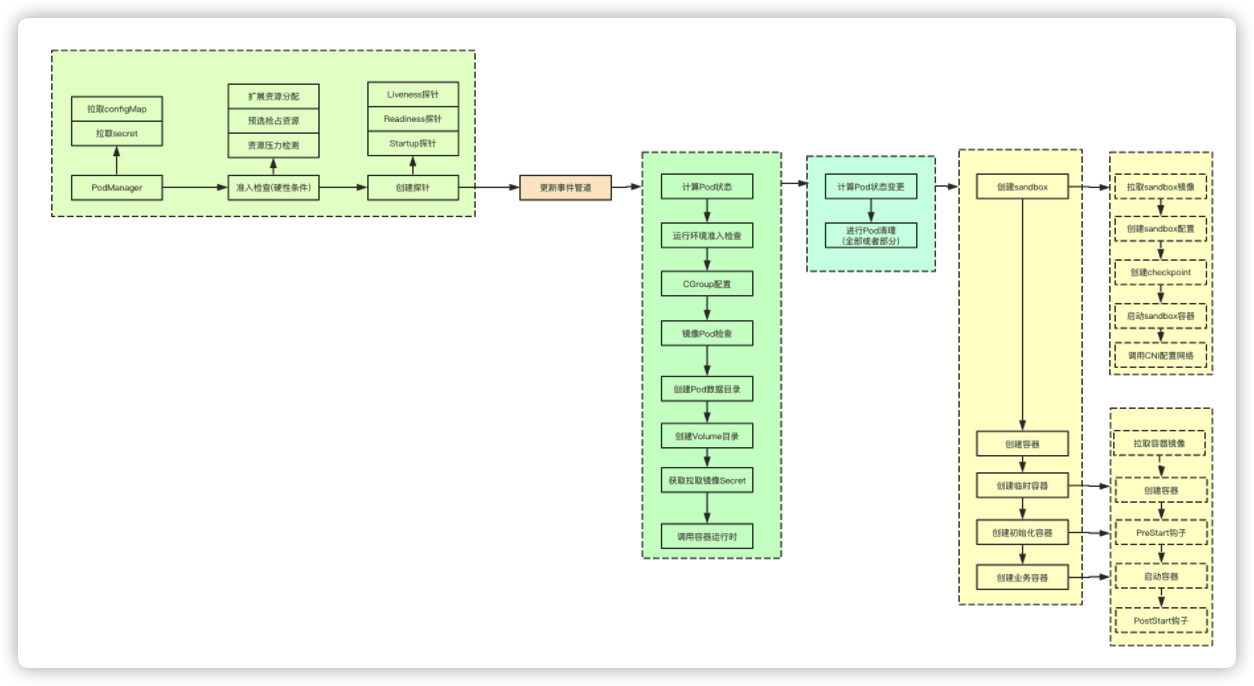 拉取configMap
拉取secret
PodManager
扩展资源分配
预选抢占资源
资源压力检测
准入检查(硬性条件)
Liveness探针
Readiness探针
Startup探针
创建探针
更新事件管道
计算Pod状态
运行环境准入检查
CGroup配置
镜像Pod检查
创建Pod数据目录
创建Volume目录
获取拉取镜像Secret
调用容器运行时
计算Pod状态变更
进行Pod清理
(全部或者部分)
创建sandbox
创建容器
创建临时容器
创建初始化容器
创建业务容器
拉取sandbox镜像
创建sandbox配置
创建checkpoint
启动sandbox容器
调用CNI配置网络
拉取容器镜像
创建容器
PreStart钩子
启动容器
PostStart钩子